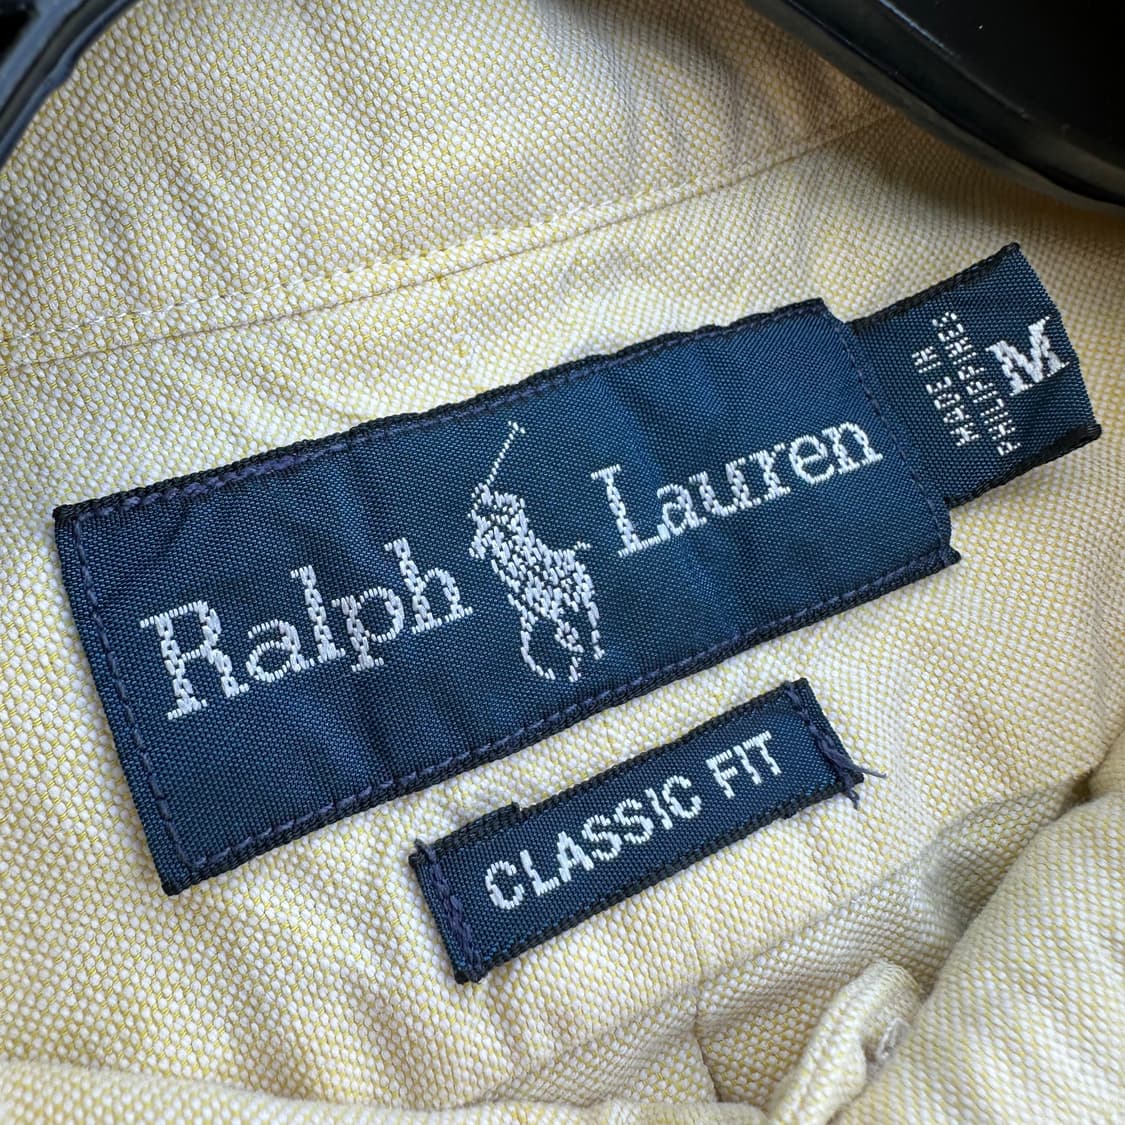 Ralph Lauren
MADE IN
PHILIPPINES
M
CLASSIC FIT